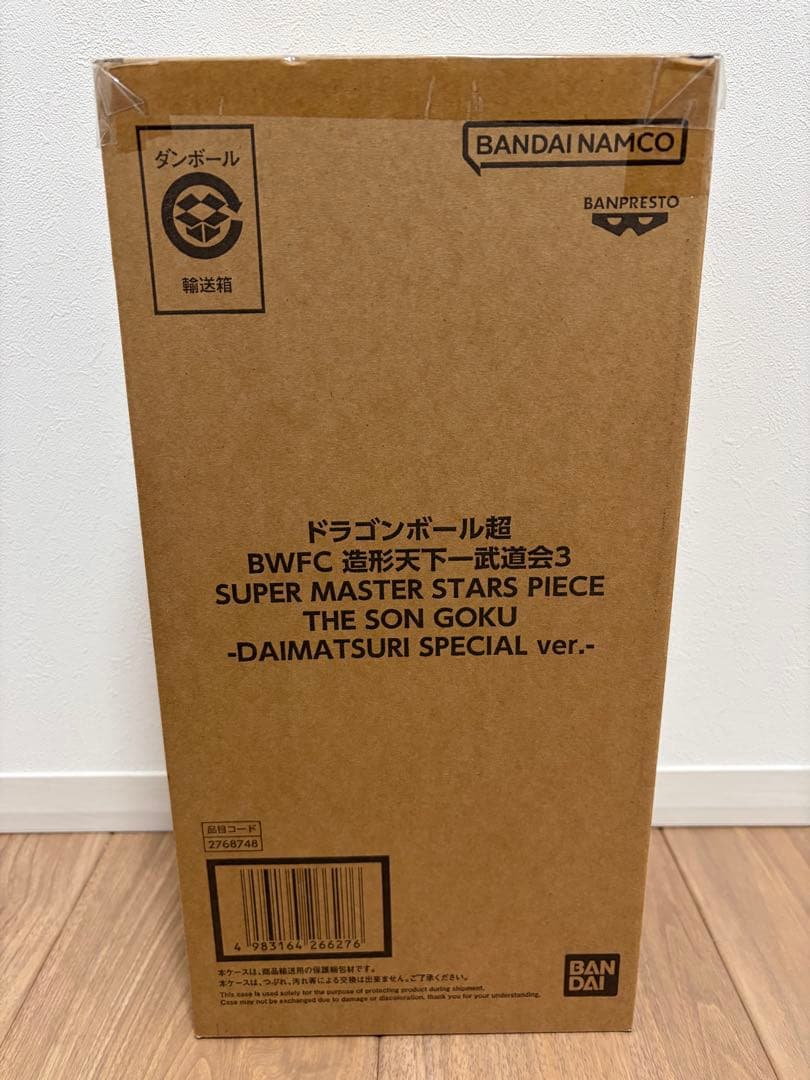 ダンボール
輸送箱
BANDAI NAMCO
BANPRESTO
ドラゴンボール超
BWFC 造形天下一武道会3
SUPER MASTER STARS PIECE
THE SON GOKU
-DAIMATSURI SPECIAL ver.-
品目コード
2768748
4 983164 266276
本ケースは、商品輸送用の保護梱包材です。
本ケースは、つぶれ、汚れ等による交換は出来ません。ご了承ください。
This case is used solely for the purpose of protecting product during shipment.
Case may not be exchanged due to damage or discoloration. thank you for your understanding.
BAN
DAI